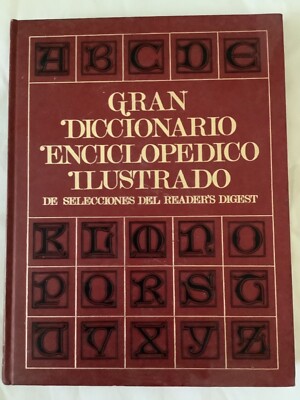 A B C D E
GRAN
DICCIONARIO
ENCICLOPEDICO
ILUSTRADO
DE SELECCIONES DEL READER'S DIGEST
K L M N O
P Q R S T
U V X Y Z